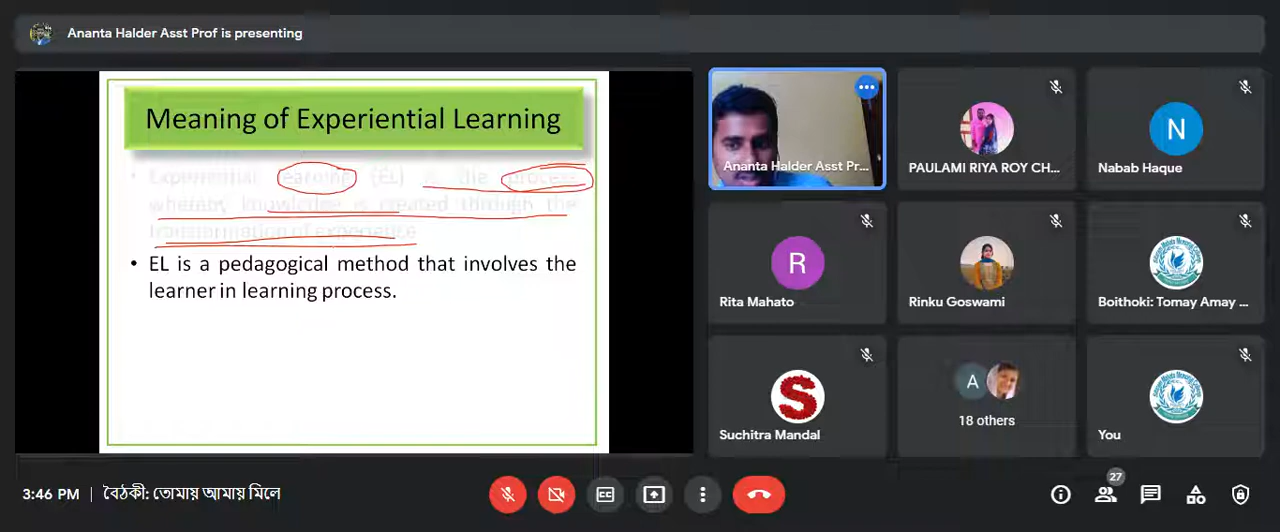 Ananta Halder Asst Prof is presenting
Meaning of Experiential Learning
• Experiential learning (EL) is the process
whereby knowledge is created through the
transformation of experience
• EL is a pedagogical method that involves the
learner in learning process.
Ananta Halder Asst Pr...
PAULAMI RIYA ROY CH...
N
Nabab Haque
R
Rita Mahato
Rinku Goswami
Boithoki: Tomay Amay ...
S
Suchitra Mandal
A
18 others
You
3:46 PM | বৈঠকী: তোমায় আমায় মিলে
CC
27